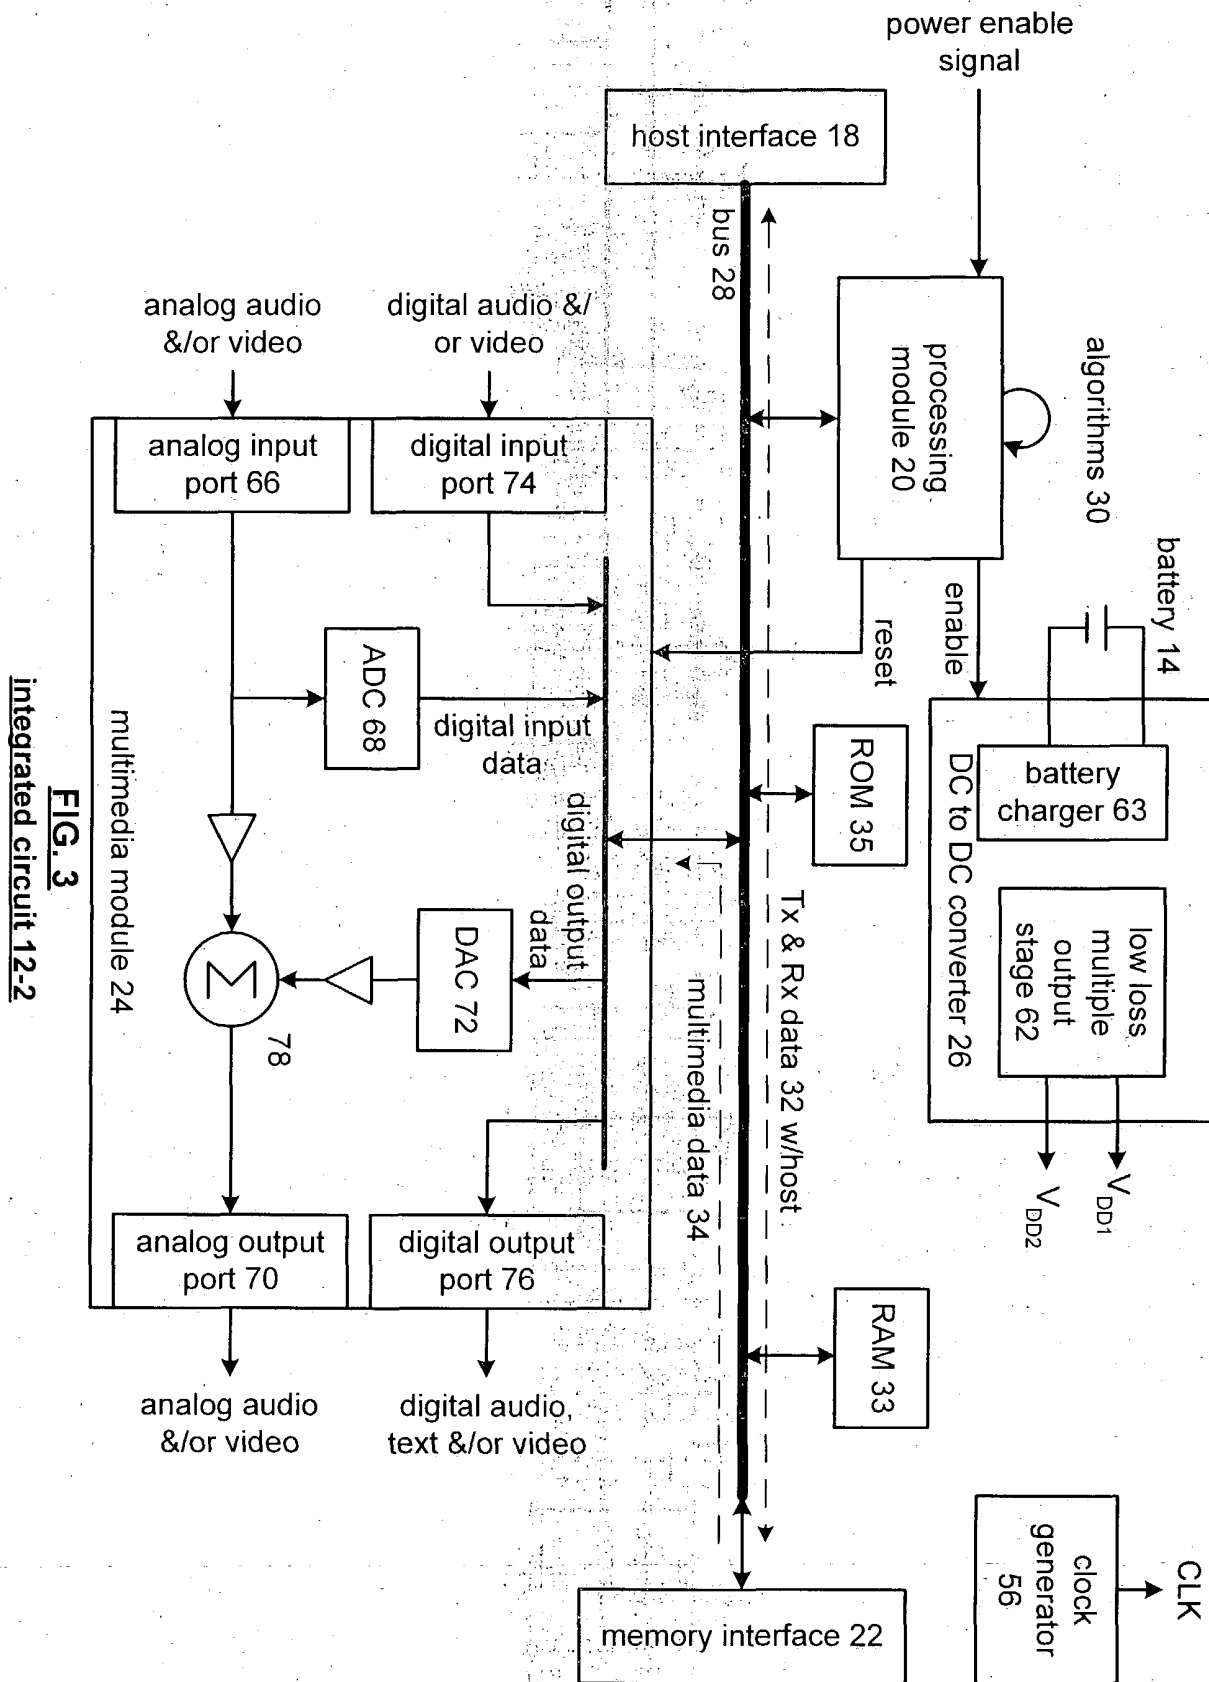 power enable
signal
host interface 18
bus 28
processing
module 20
algorithms 30
battery 14
enable
reset
analog audio
&/or video
digital audio &/
or video
analog input
port 66
digital input
port 74
ADC 68
digital input
data
ROM 35
battery
charger 63
DC to DC converter 26
low loss
multiple
output
stage 62
VDD1
VDD2
digital output
data
DAC 72
Σ
78
multimedia module 24
Tx & Rx data 32 w/host
multimedia data 34
analog output
port 70
digital output
port 76
RAM 33
analog audio
&/or video
digital audio,
text &/or video
clock
generator
56
CLK
memory interface 22
FIG. 3
integrated circuit 12-2